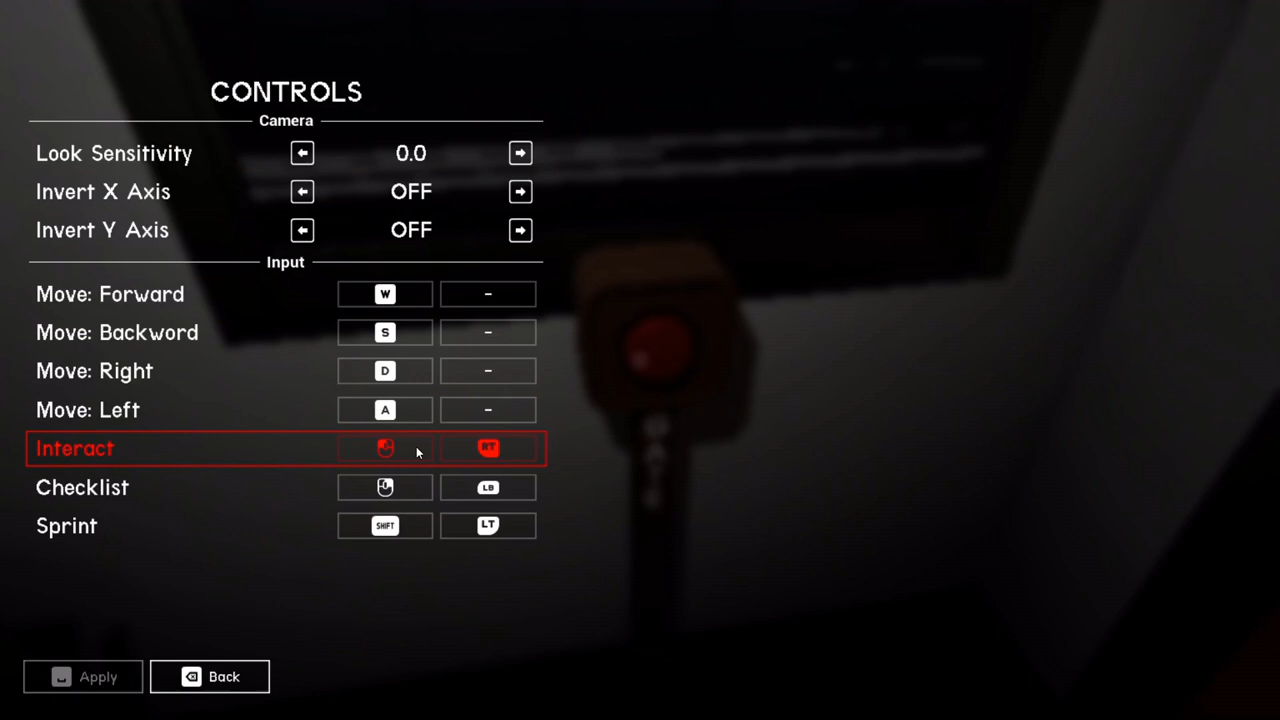 CONTROLS
Camera
Look Sensitivity 0.0
Invert X Axis OFF
Invert Y Axis OFF
Input
Move: Forward W -
Move: Backword S -
Move: Right D -
Move: Left A -
Interact RT
Checklist LB
Sprint SHIFT LT
GATE
Apply Back